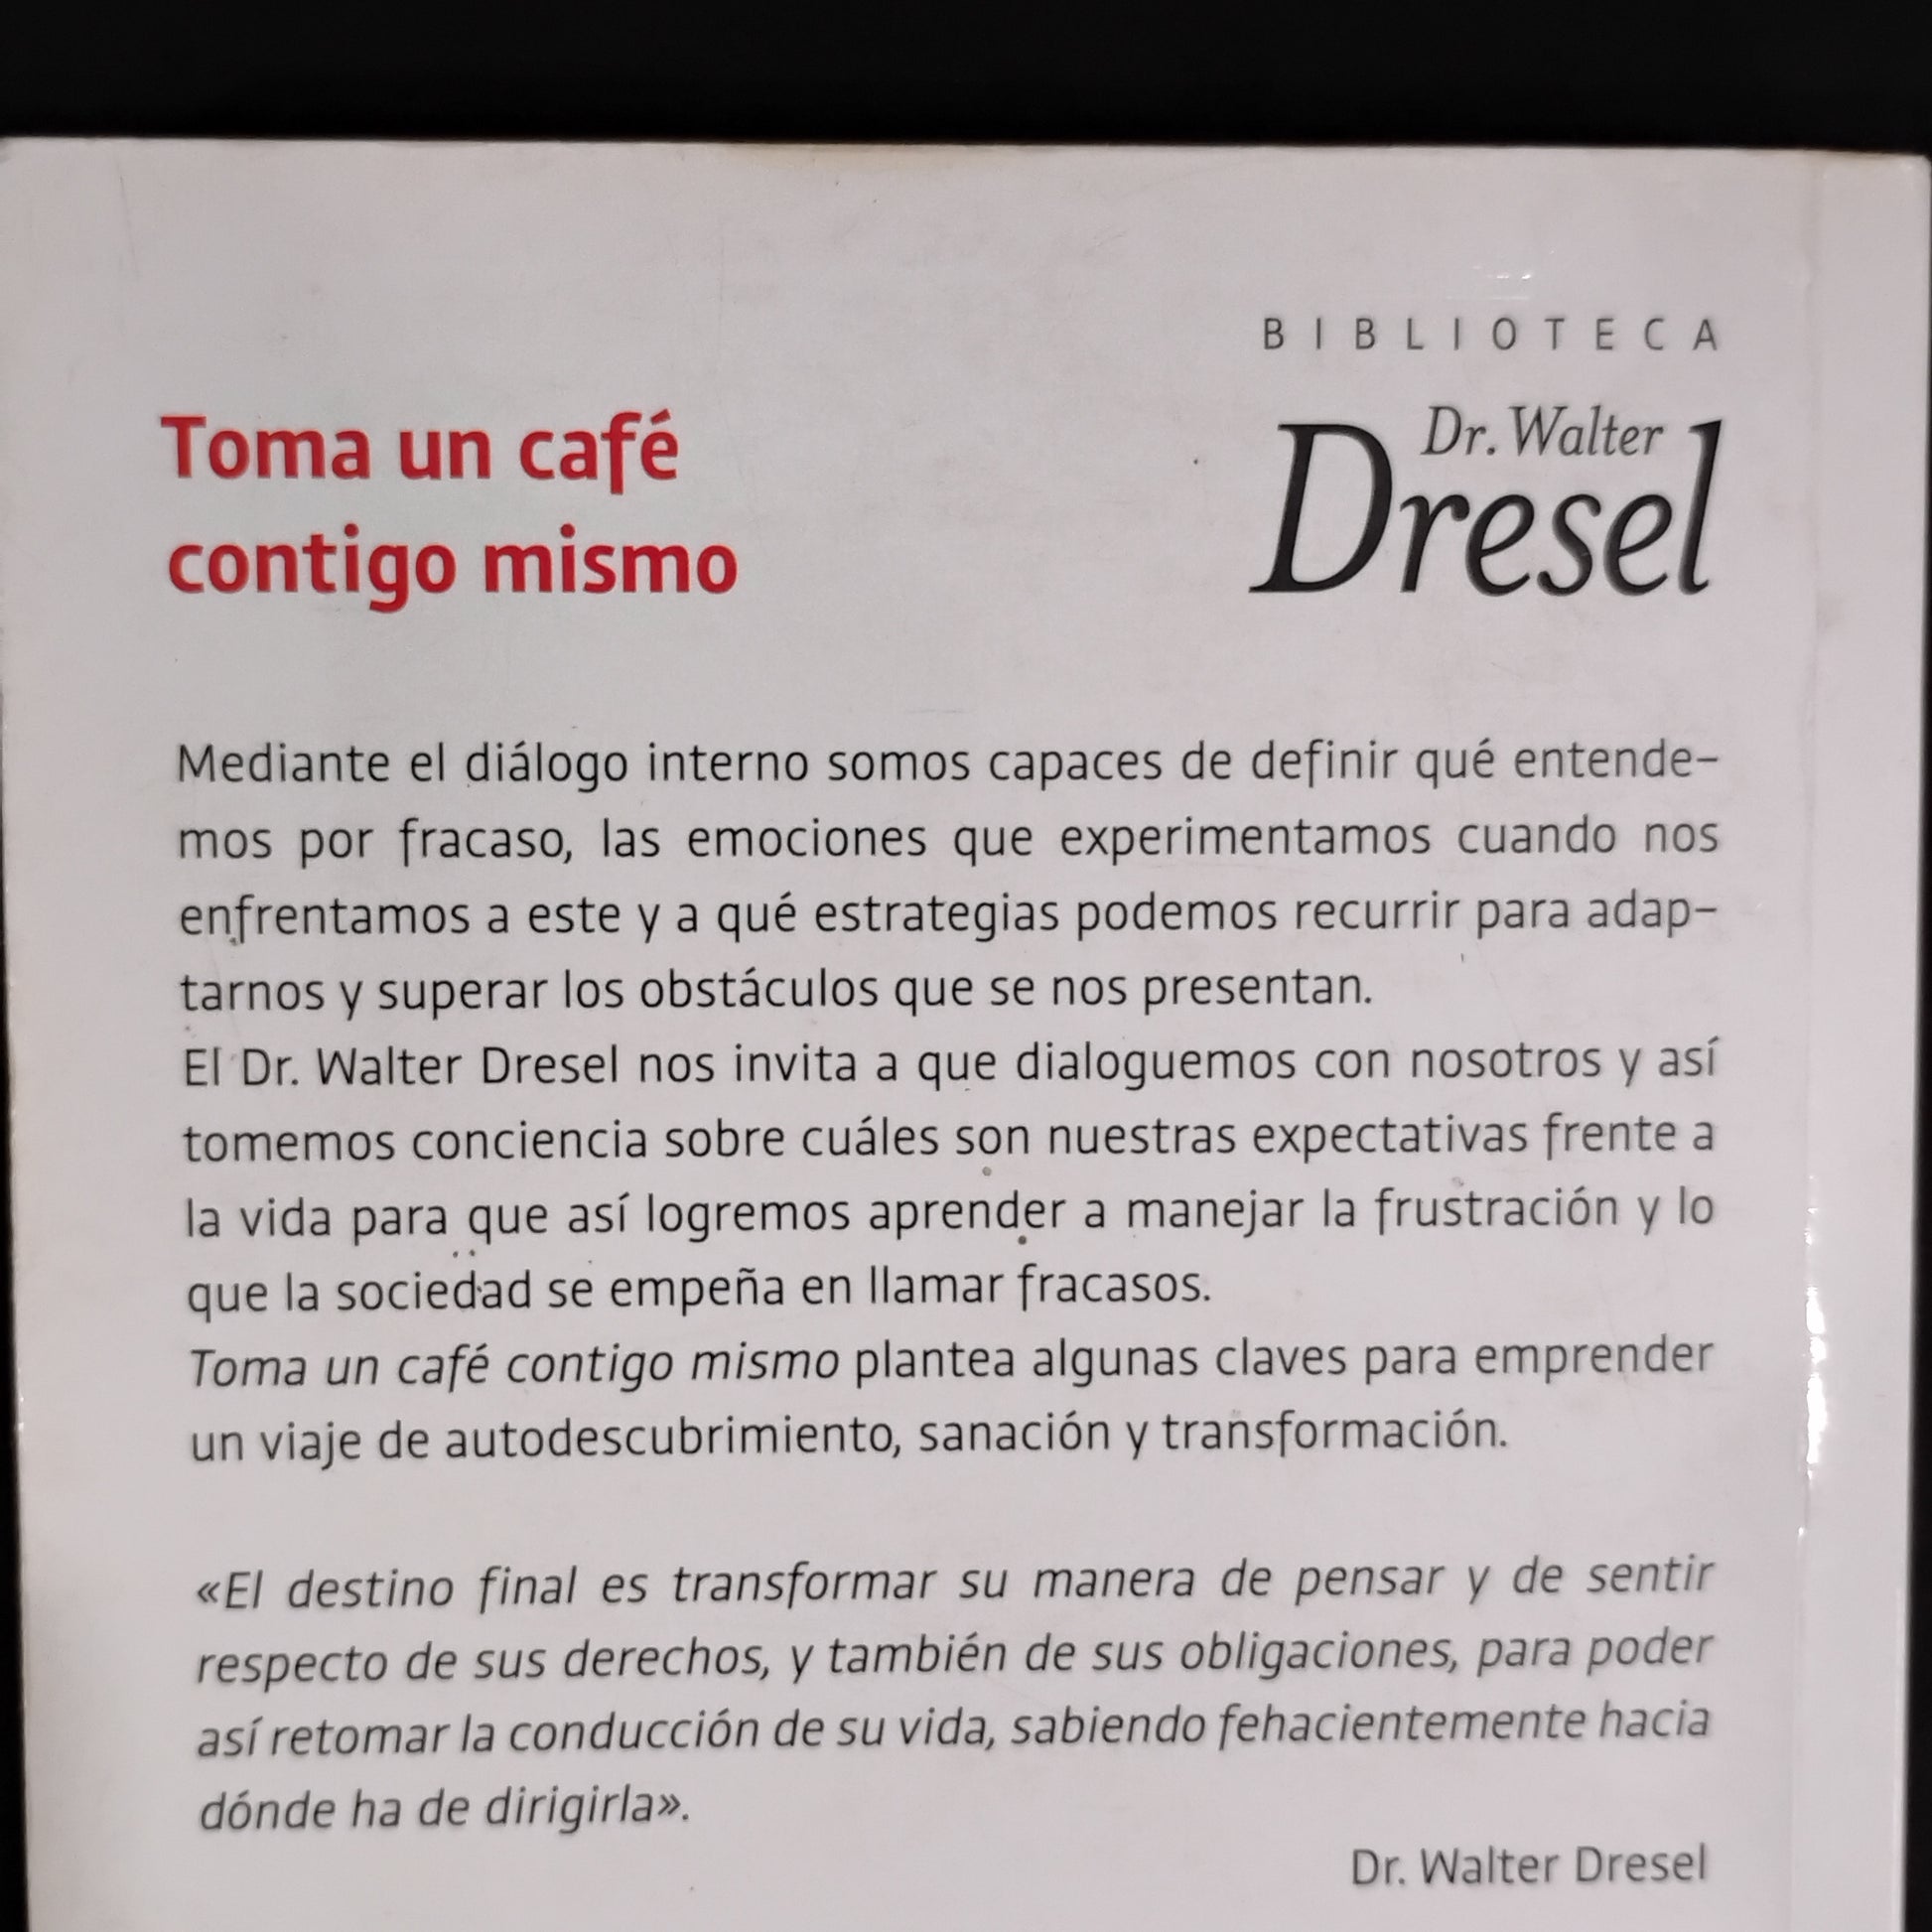 BIBLIOTECA
Dr. Walter
Dresel
Toma un café
contigo mismo
Mediante el diálogo interno somos capaces de definir qué entende-
mos por fracaso, las emociones que experimentamos cuando nos
enfrentamos a este y a qué estrategias podemos recurrir para adap-
tarnos y superar los obstáculos que se nos presentan.
El Dr. Walter Dresel nos invita a que dialoguemos con nosotros y así
tomemos conciencia sobre cuáles son nuestras expectativas frente a
la vida para que así logremos aprender a manejar la frustración y lo
que la sociedad se empeña en llamar fracasos.
Toma un café contigo mismo plantea algunas claves para emprender
un viaje de autodescubrimiento, sanación y transformación.
«El destino final es transformar su manera de pensar y de sentir
respecto de sus derechos, y también de sus obligaciones, para poder
así retomar la conducción de su vida, sabiendo fehacientemente hacia
dónde ha de dirigirla».
Dr. Walter Dresel